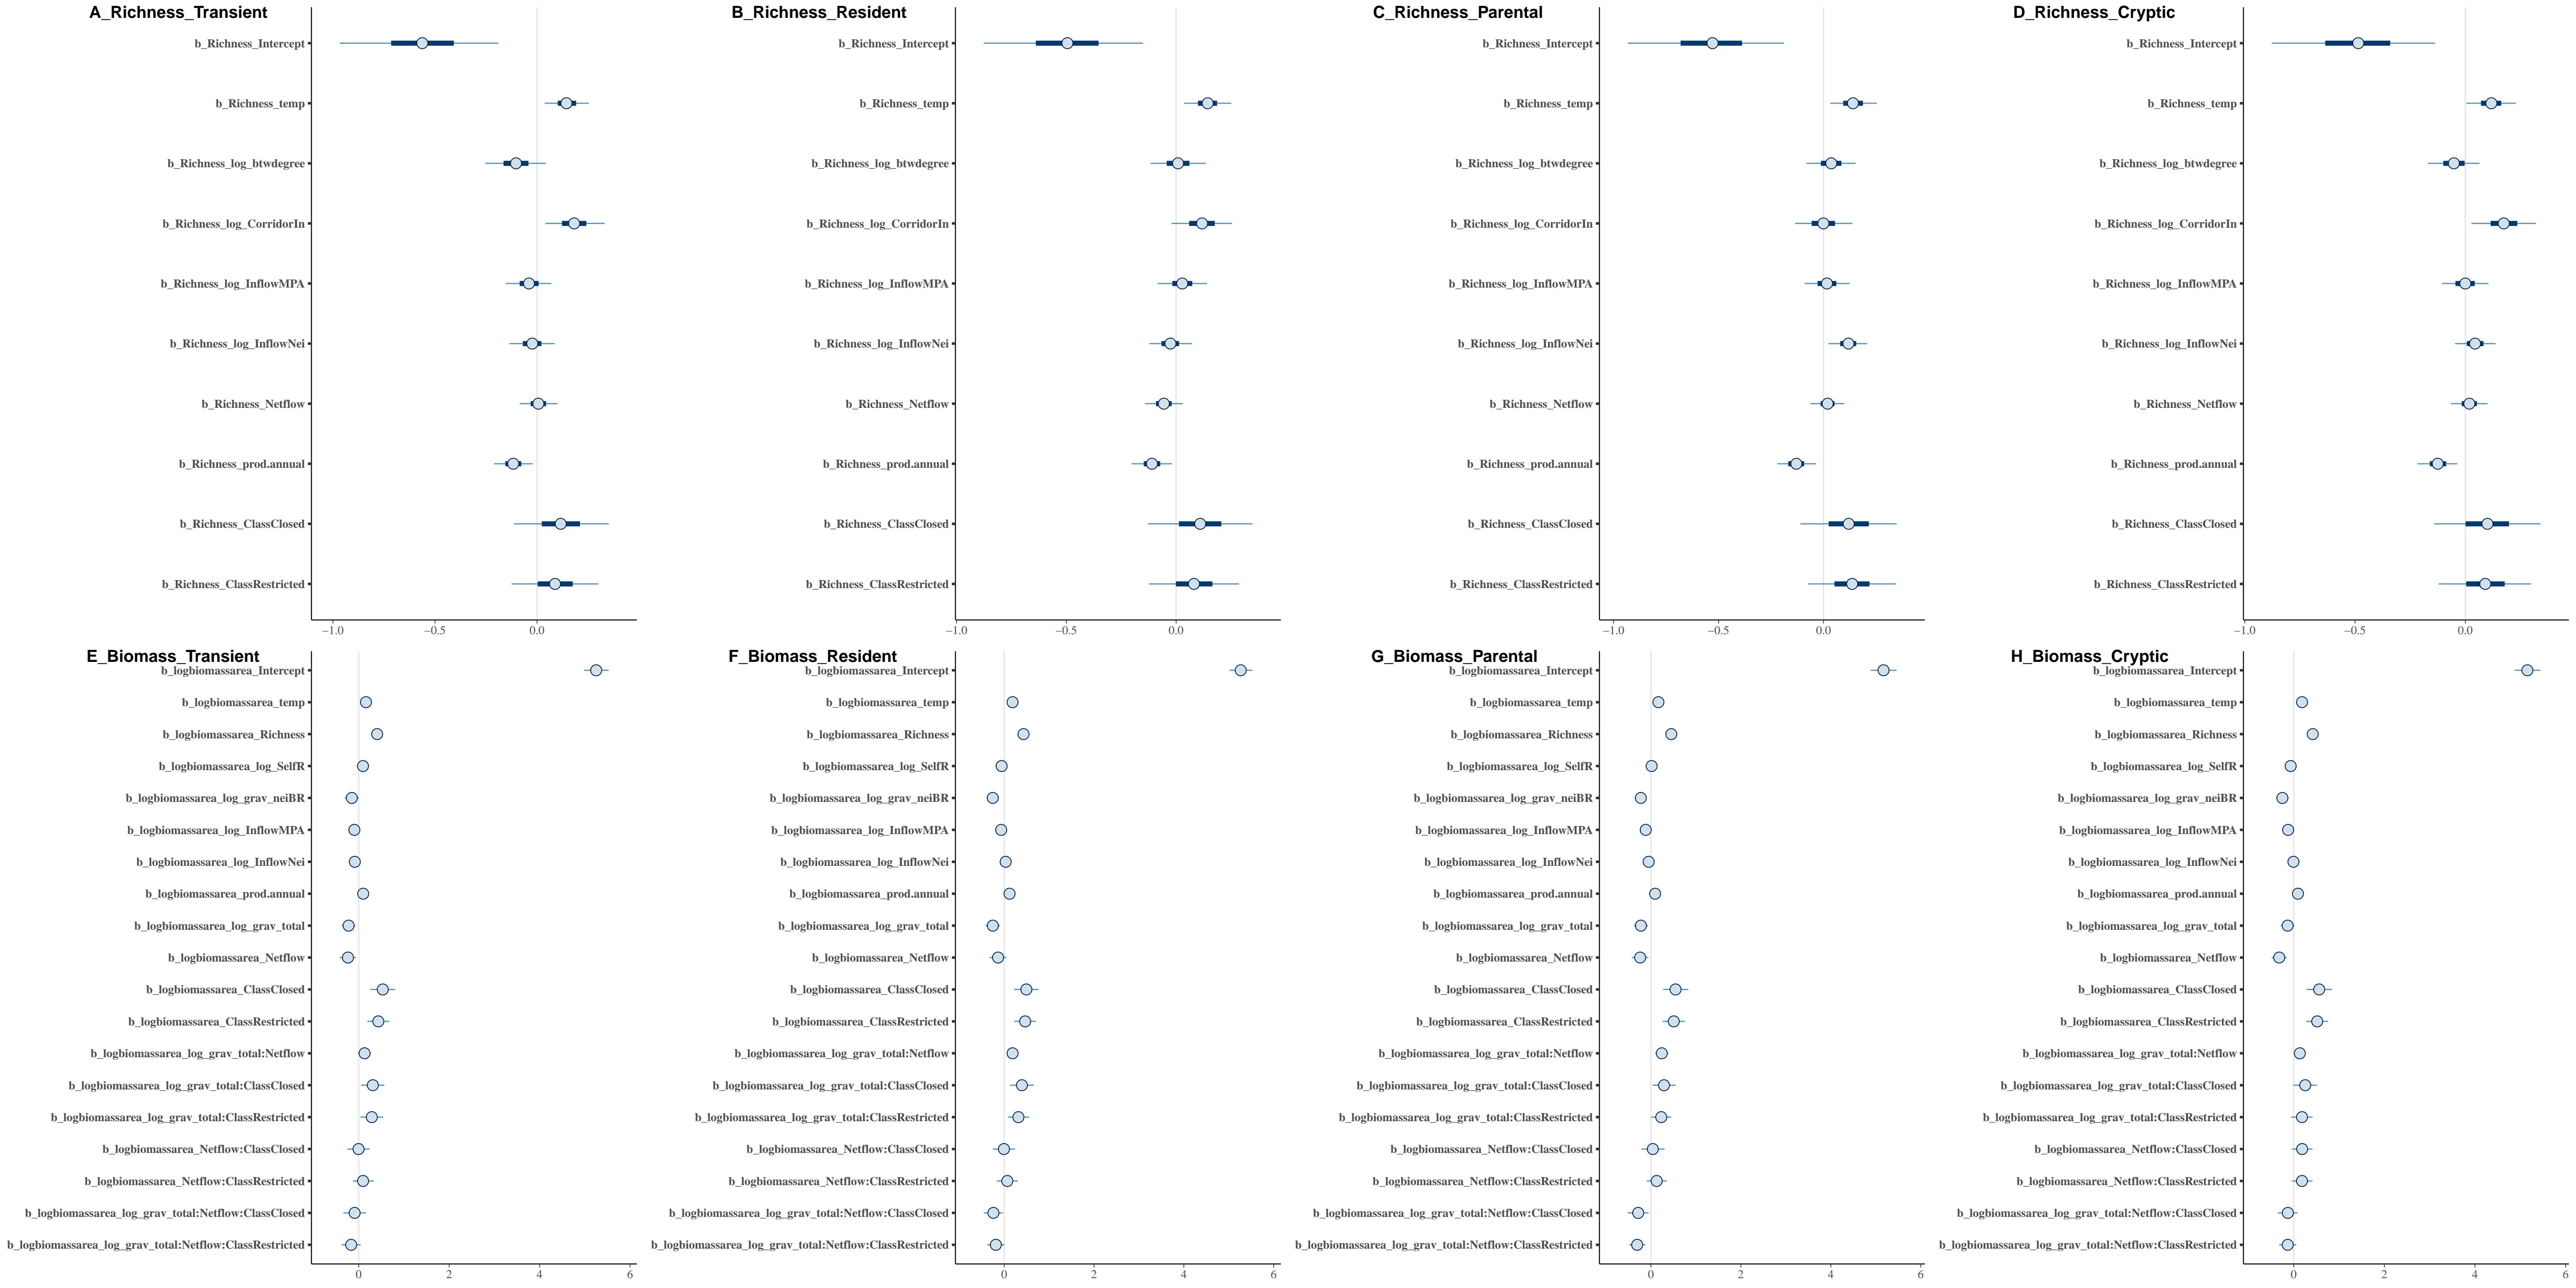 A_Richness_Transient
b_Richness_Intercept
b_Richness_temp
b_Richness_log_btwdegree
b_Richness_log_CorridorIn
b_Richness_log_InflowMPA
b_Richness_log_InflowNei
b_Richness_Netflow
b_Richness_prod.annual
b_Richness_ClassClosed
b_Richness_ClassRestricted
−1.0 −0.5 0.0
B_Richness_Resident
b_Richness_Intercept
b_Richness_temp
b_Richness_log_btwdegree
b_Richness_log_CorridorIn
b_Richness_log_InflowMPA
b_Richness_log_InflowNei
b_Richness_Netflow
b_Richness_prod.annual
b_Richness_ClassClosed
b_Richness_ClassRestricted
−1.0 −0.5 0.0
C_Richness_Parental
b_Richness_Intercept
b_Richness_temp
b_Richness_log_btwdegree
b_Richness_log_CorridorIn
b_Richness_log_InflowMPA
b_Richness_log_InflowNei
b_Richness_Netflow
b_Richness_prod.annual
b_Richness_ClassClosed
b_Richness_ClassRestricted
−1.0 −0.5 0.0
D_Richness_Cryptic
b_Richness_Intercept
b_Richness_temp
b_Richness_log_btwdegree
b_Richness_log_CorridorIn
b_Richness_log_InflowMPA
b_Richness_log_InflowNei
b_Richness_Netflow
b_Richness_prod.annual
b_Richness_ClassClosed
b_Richness_ClassRestricted
−1.0 −0.5 0.0
E_Biomass_Transient
b_logbiomassarea_Intercept
b_logbiomassarea_temp
b_logbiomassarea_Richness
b_logbiomassarea_log_SelfR
b_logbiomassarea_log_grav_neiBR
b_logbiomassarea_log_InflowMPA
b_logbiomassarea_log_InflowNei
b_logbiomassarea_prod.annual
b_logbiomassarea_log_grav_total
b_logbiomassarea_Netflow
b_logbiomassarea_ClassClosed
b_logbiomassarea_ClassRestricted
b_logbiomassarea_log_grav_total:Netflow
b_logbiomassarea_log_grav_total:ClassClosed
b_logbiomassarea_log_grav_total:ClassRestricted
b_logbiomassarea_Netflow:ClassClosed
b_logbiomassarea_Netflow:ClassRestricted
b_logbiomassarea_log_grav_total:Netflow:ClassClosed
b_logbiomassarea_log_grav_total:Netflow:ClassRestricted
0 2 4 6
F_Biomass_Resident
b_logbiomassarea_Intercept
b_logbiomassarea_temp
b_logbiomassarea_Richness
b_logbiomassarea_log_SelfR
b_logbiomassarea_log_grav_neiBR
b_logbiomassarea_log_InflowMPA
b_logbiomassarea_log_InflowNei
b_logbiomassarea_prod.annual
b_logbiomassarea_log_grav_total
b_logbiomassarea_Netflow
b_logbiomassarea_ClassClosed
b_logbiomassarea_ClassRestricted
b_logbiomassarea_log_grav_total:Netflow
b_logbiomassarea_log_grav_total:ClassClosed
b_logbiomassarea_log_grav_total:ClassRestricted
b_logbiomassarea_Netflow:ClassClosed
b_logbiomassarea_Netflow:ClassRestricted
b_logbiomassarea_log_grav_total:Netflow:ClassClosed
b_logbiomassarea_log_grav_total:Netflow:ClassRestricted
0 2 4 6
G_Biomass_Parental
b_logbiomassarea_Intercept
b_logbiomassarea_temp
b_logbiomassarea_Richness
b_logbiomassarea_log_SelfR
b_logbiomassarea_log_grav_neiBR
b_logbiomassarea_log_InflowMPA
b_logbiomassarea_log_InflowNei
b_logbiomassarea_prod.annual
b_logbiomassarea_log_grav_total
b_logbiomassarea_Netflow
b_logbiomassarea_ClassClosed
b_logbiomassarea_ClassRestricted
b_logbiomassarea_log_grav_total:Netflow
b_logbiomassarea_log_grav_total:ClassClosed
b_logbiomassarea_log_grav_total:ClassRestricted
b_logbiomassarea_Netflow:ClassClosed
b_logbiomassarea_Netflow:ClassRestricted
b_logbiomassarea_log_grav_total:Netflow:ClassClosed
b_logbiomassarea_log_grav_total:Netflow:ClassRestricted
0 2 4 6
H_Biomass_Cryptic
b_logbiomassarea_Intercept
b_logbiomassarea_temp
b_logbiomassarea_Richness
b_logbiomassarea_log_SelfR
b_logbiomassarea_log_grav_neiBR
b_logbiomassarea_log_InflowMPA
b_logbiomassarea_log_InflowNei
b_logbiomassarea_prod.annual
b_logbiomassarea_log_grav_total
b_logbiomassarea_Netflow
b_logbiomassarea_ClassClosed
b_logbiomassarea_ClassRestricted
b_logbiomassarea_log_grav_total:Netflow
b_logbiomassarea_log_grav_total:ClassClosed
b_logbiomassarea_log_grav_total:ClassRestricted
b_logbiomassarea_Netflow:ClassClosed
b_logbiomassarea_Netflow:ClassRestricted
b_logbiomassarea_log_grav_total:Netflow:ClassClosed
b_logbiomassarea_log_grav_total:Netflow:ClassRestricted
0 2 4 6